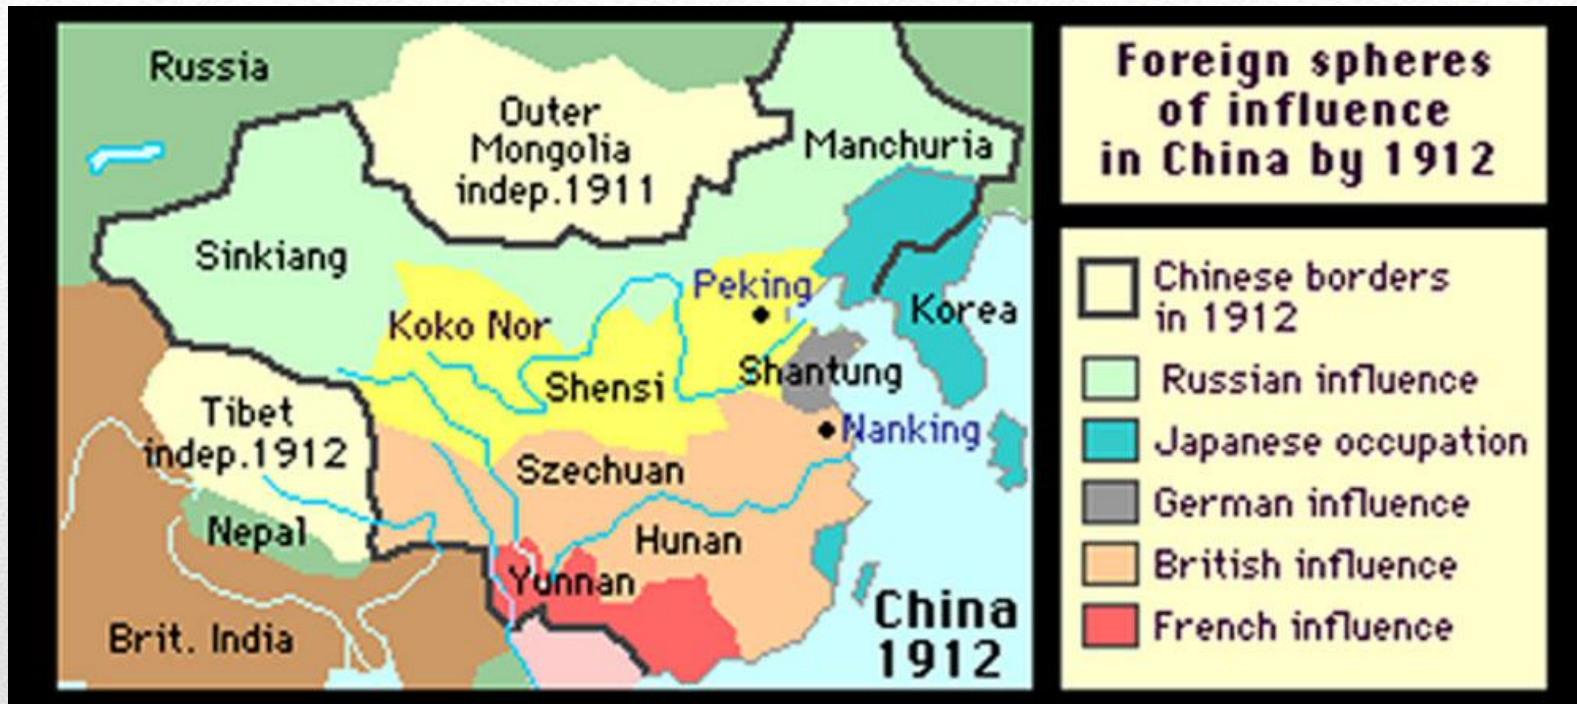 Russia
Outer
Mongolia
indep.1911
Manchuria
Sinkiang
Peking
Koko Nor
Korea
Shensi
Shantung
Tibet
indep.1912
Nanking
Szechuan
Nepal
Hunan
Yunnan
Brit. India
China
1912
Foreign spheres
of influence
in China by 1912
Chinese borders
in 1912
Russian influence
Japanese occupation
German influence
British influence
French influence